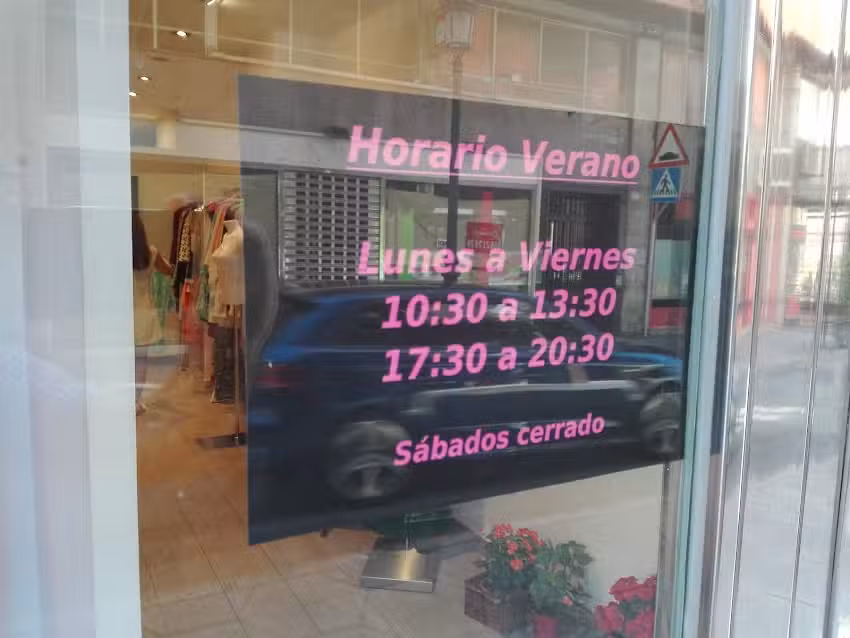 Horario Verano
Lunes a Viernes
10:30 a 13:30
17:30 a 20:30
Sábados cerrado